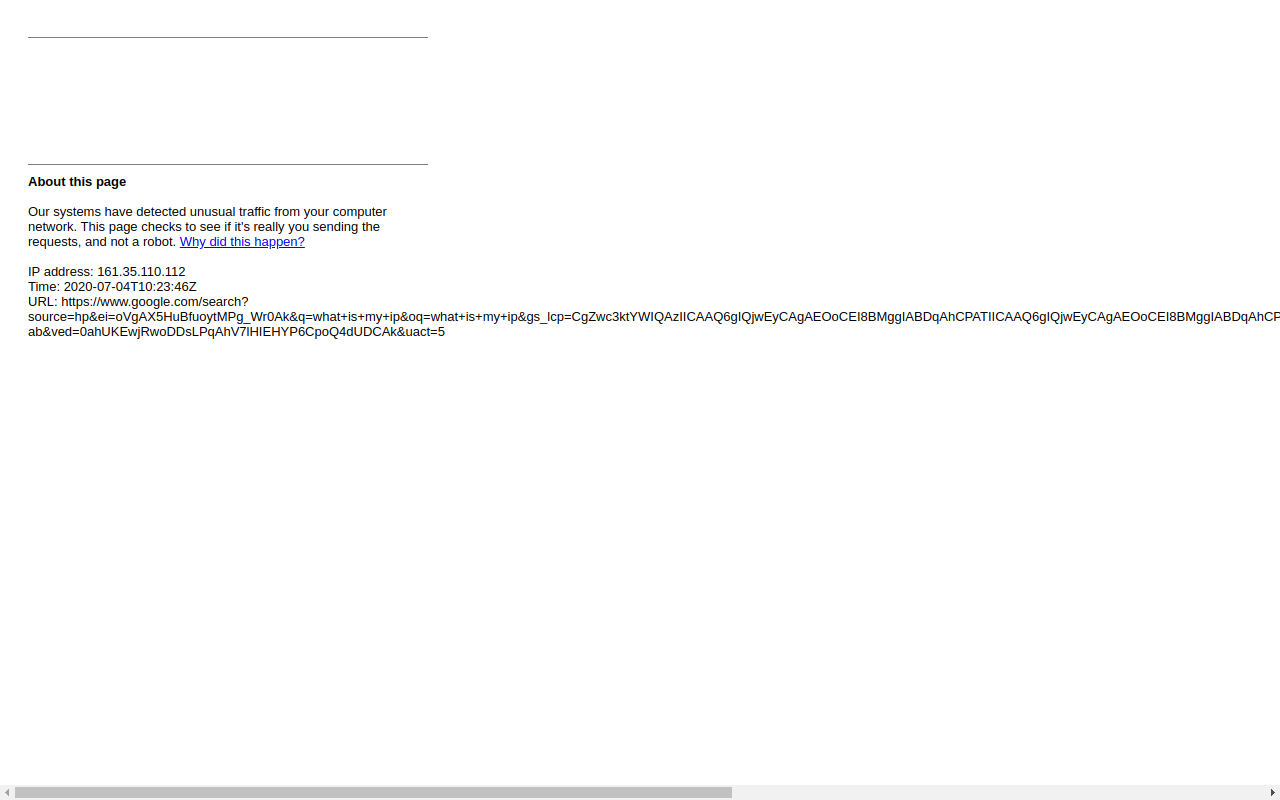 About this page
Our systems have detected unusual traffic from your computer
network. This page checks to see if it's really you sending the
requests, and not a robot. Why did this happen?
IP address: 161.35.110.112
Time: 2020-07-04T10:23:46Z
URL: https://www.google.com/search?
source=hp&ei=oVgAX5HuBfuoytMPg_Wr0Ak&q=what+is+my+ip&oq=what+is+my+ip&gs_lcp=CgZwc3ktYWIQAzIICAAQ6gIQjwEyCAgAEOoCEI8BMggIABDqAhCPATIICAAQ6gIQjwEyCAgAEOoCEI8BMggIABDqAhCP
ab&ved=0ahUKEwjRwoDDsLPqAhV7lHIEHYP6CpoQ4dUDCAk&uact=5